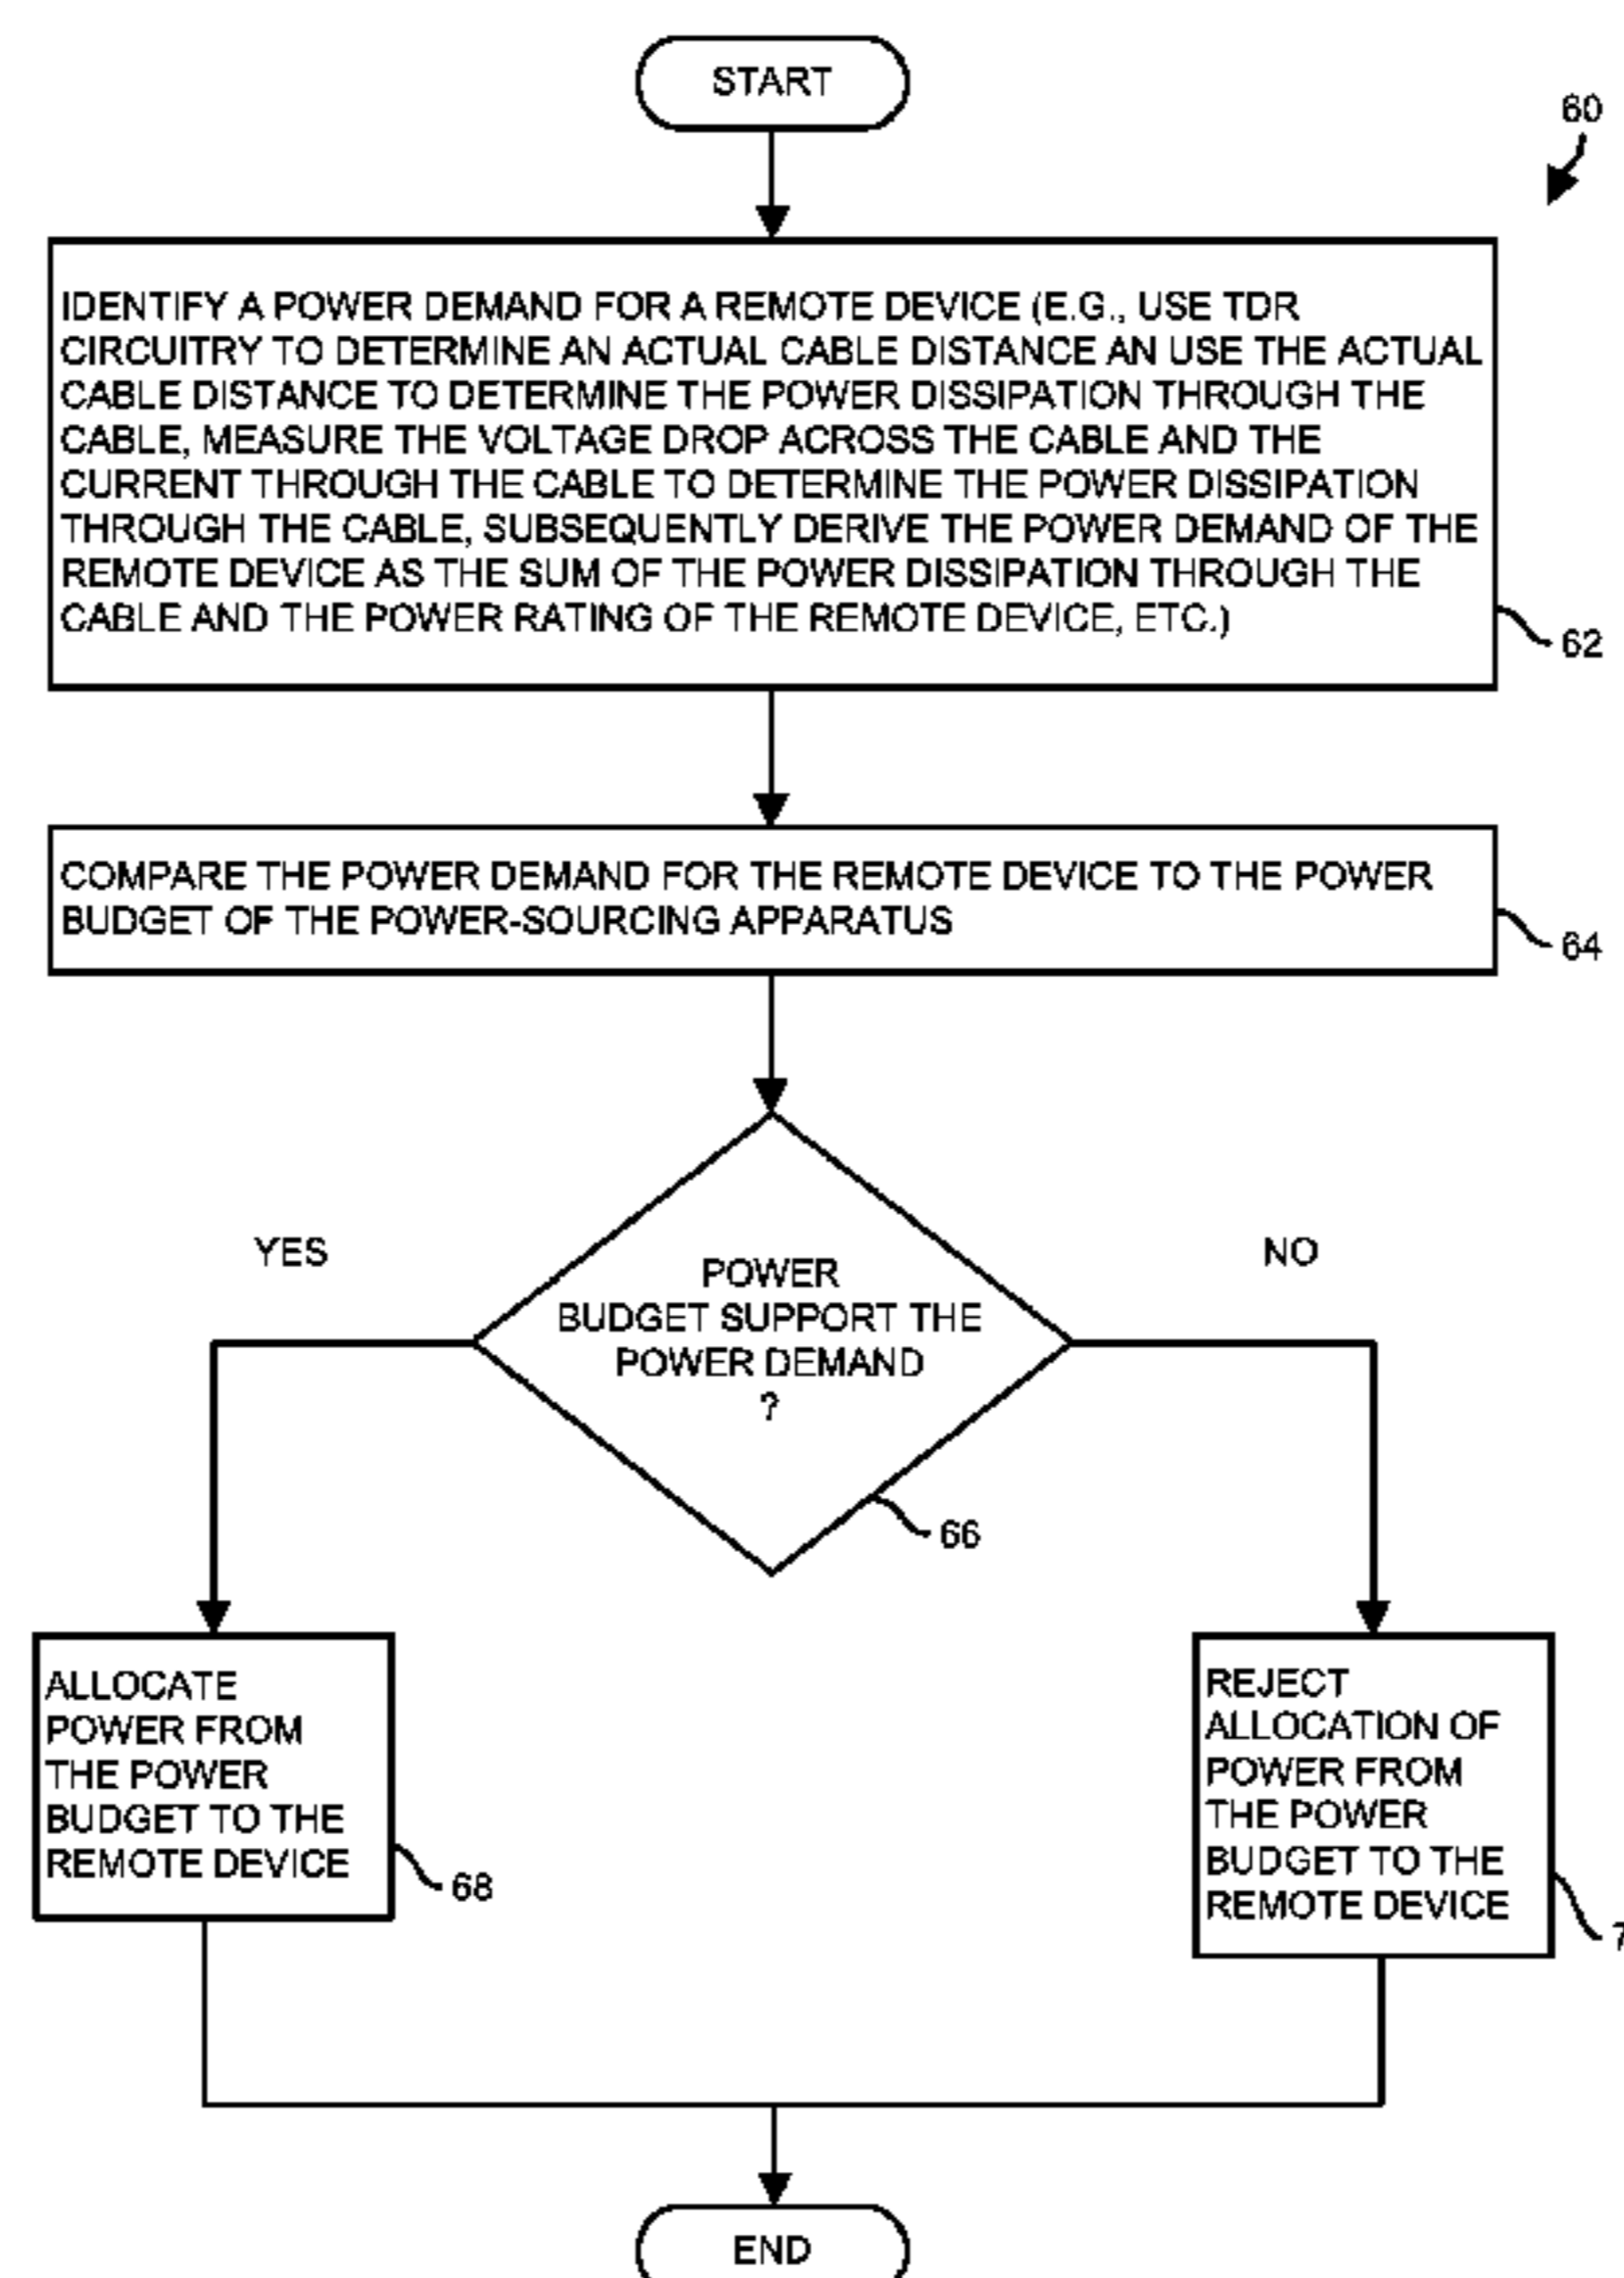 START
60
IDENTIFY A POWER DEMAND FOR A REMOTE DEVICE (E.G., USE TDR
CIRCUITRY TO DETERMINE AN ACTUAL CABLE DISTANCE AN USE THE ACTUAL
CABLE DISTANCE TO DETERMINE THE POWER DISSIPATION THROUGH THE
CABLE, MEASURE THE VOLTAGE DROP ACROSS THE CABLE AND THE
CURRENT THROUGH THE CABLE TO DETERMINE THE POWER DISSIPATION
THROUGH THE CABLE, SUBSEQUENTLY DERIVE THE POWER DEMAND OF THE
REMOTE DEVICE AS THE SUM OF THE POWER DISSIPATION THROUGH THE
CABLE AND THE POWER RATING OF THE REMOTE DEVICE, ETC.)
62
COMPARE THE POWER DEMAND FOR THE REMOTE DEVICE TO THE POWER
BUDGET OF THE POWER-SOURCING APPARATUS
64
YES
NO
POWER
BUDGET SUPPORT THE
POWER DEMAND
?
66
ALLOCATE
POWER FROM
THE POWER
BUDGET TO THE
REMOTE DEVICE
68
REJECT
ALLOCATION OF
POWER FROM
THE POWER
BUDGET TO THE
REMOTE DEVICE
END